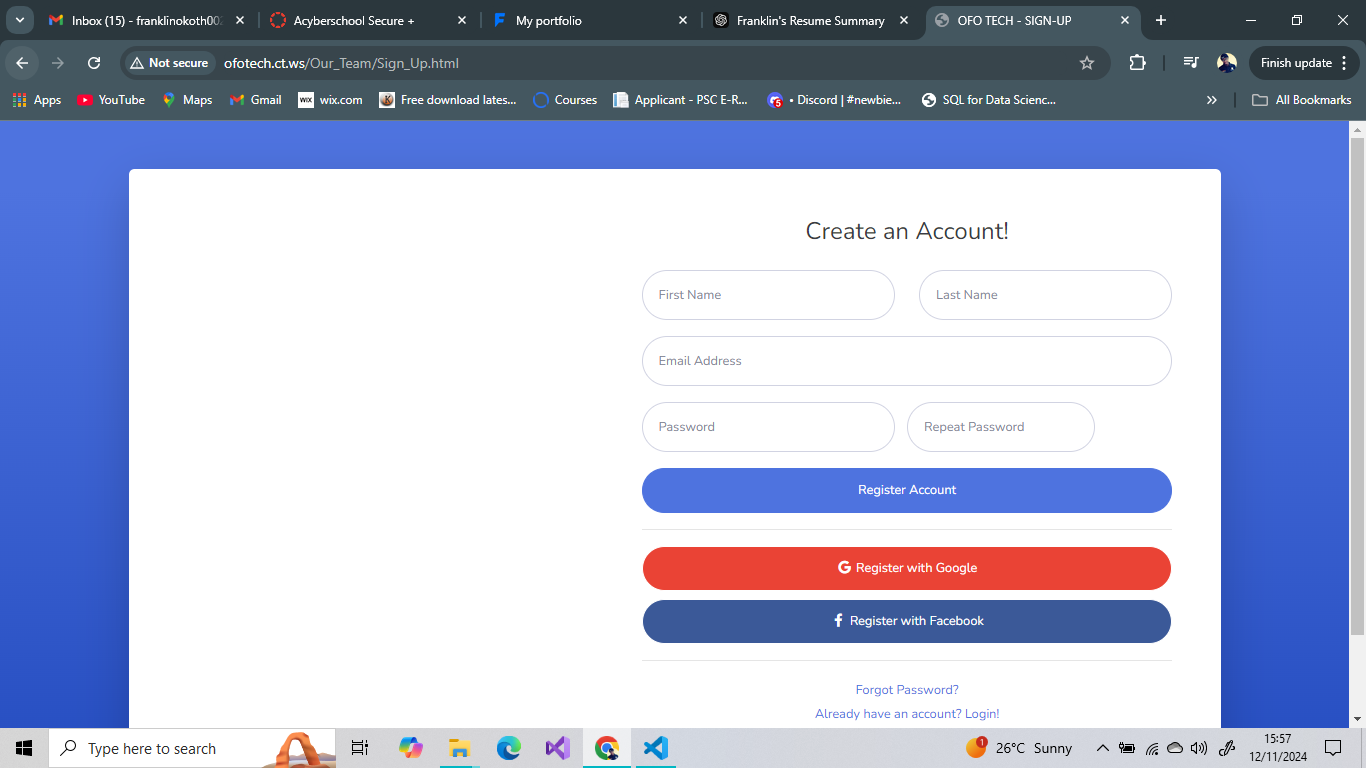 Inbox (15) - franklinokoth00
Acyberschool Secure +
My portfolio
Franklin's Resume Summary
OFO TECH - SIGN-UP
Not secure
ofotech.ct.ws/Our_Team/Sign_Up.html
Finish update
Apps
YouTube
Maps
Gmail
WIX wix.com
Free download lates...
Courses
Applicant - PSC E-R...
5 • Discord | #newbie...
SQL for Data Scienc...
»
All Bookmarks
Create an Account!
First Name
Last Name
Email Address
Password
Repeat Password
Register Account
G Register with Google
f Register with Facebook
Forgot Password?
Already have an account? Login!
Type here to search
1
26°C Sunny
15:57
12/11/2024